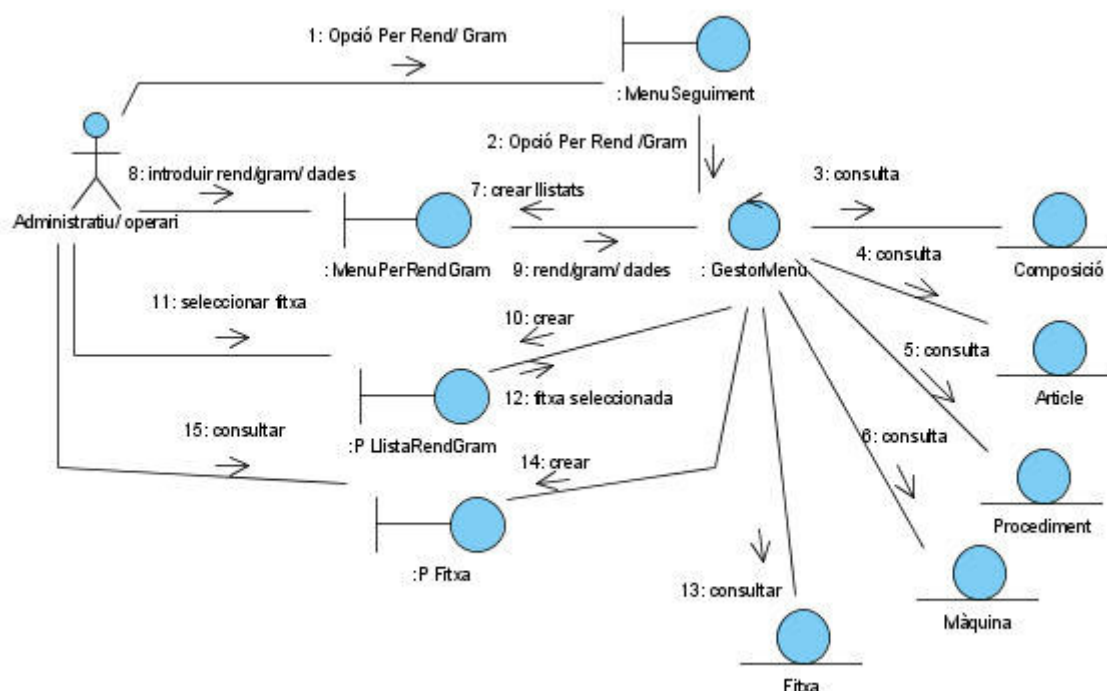 1: Opció Per Rend/ Gram
: MenuSeguiment
2: Opció Per Rend /Gram
8: introduir rend/gram/ dades
7: crear llistats
3: consulta
Administratiu/ operari
: MenuPerRendGram
9: rend/gram/ dades
: GestorMenú
4: consulta
Composició
11: seleccionar fitxa
10: crear
5: consulta
Article
12: fitxa seleccionada
6: consulta
15: consultar
:P LlistaRendGram
14: crear
Procediment
:P Fitxa
13: consultar
Màquina
Fitxa